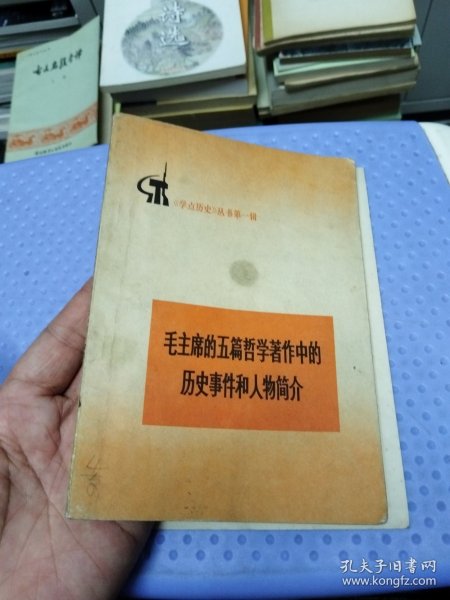 诗选
《学点历史》丛书第一辑
毛主席的五篇哲学著作中的
历史事件和人物简介
孔夫子旧书网
www.kongfz.com